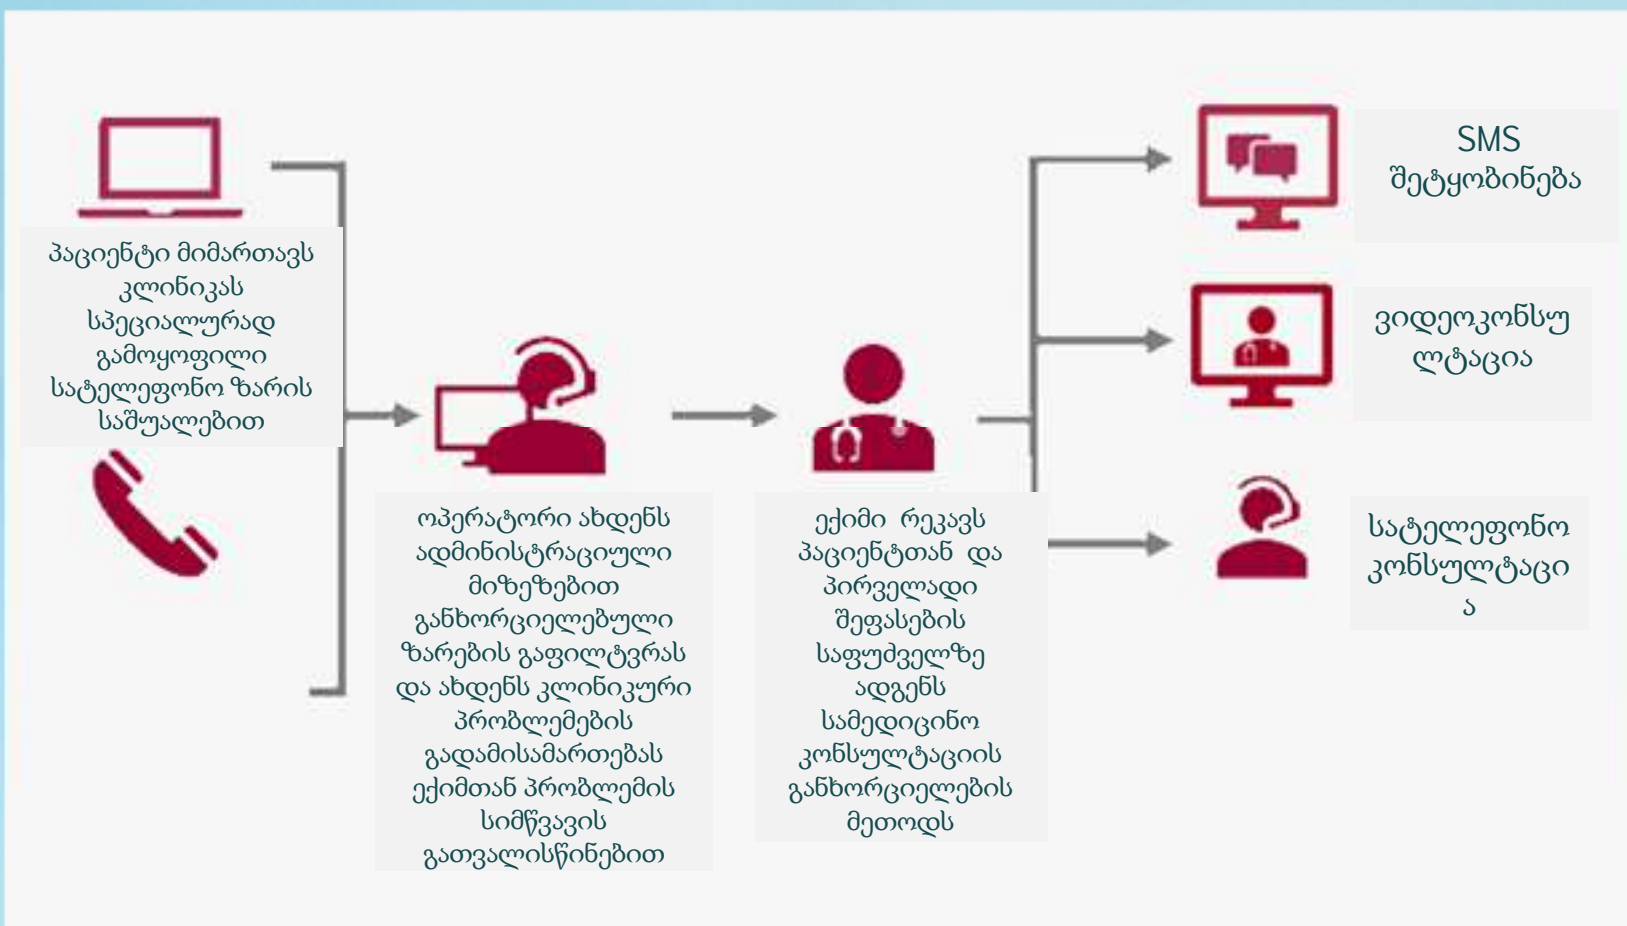 პაციენტი მიმართავს
კლინიკას
სპეციალურად
გამოყოფილი
სატელეფონო ზარის
საშუალებით
ოპერატორი ახდენს
ადმინისტრაციული
მიზეზებით
განხორციელებული
ზარების გაფილტვრას
და ახდენს კლინიკური
პრობლემების
გადამისამართებას
ექიმთან პრობლემის
სიმწვავის
გათვალისწინებით
ექიმი რეკავს
პაციენტთან და
პირველადი
შეფასების
საფუძველზე
ადგენს
სამედიცინო
კონსულტაციის
განხორციელების
მეთოდს
SMS
შეტყობინება
ვიდეოკონსუ
ლტაცია
სატელეფონო
კონსულტაცი
ა